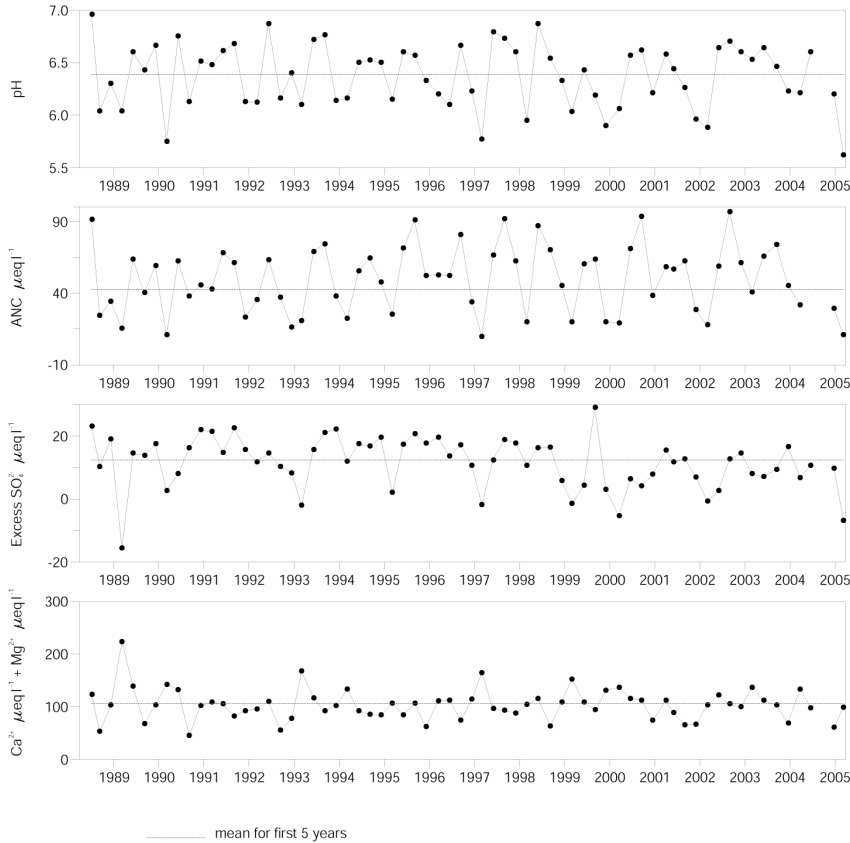 pH
7.0
6.5
6.0
5.5
1989 1990 1991 1992 1993 1994 1995 1996 1997 1998 1999 2000 2001 2002 2003 2004 2005
ANC μeq l⁻¹
90
40
-10
1989 1990 1991 1992 1993 1994 1995 1996 1997 1998 1999 2000 2001 2002 2003 2004 2005
Excess SO₄²⁻ μeq l⁻¹
20
0
-20
1989 1990 1991 1992 1993 1994 1995 1996 1997 1998 1999 2000 2001 2002 2003 2004 2005
Ca²⁺ μeq l⁻¹ + Mg²⁺ μeq l⁻¹
300
200
100
0
1989 1990 1991 1992 1993 1994 1995 1996 1997 1998 1999 2000 2001 2002 2003 2004 2005
mean for first 5 years